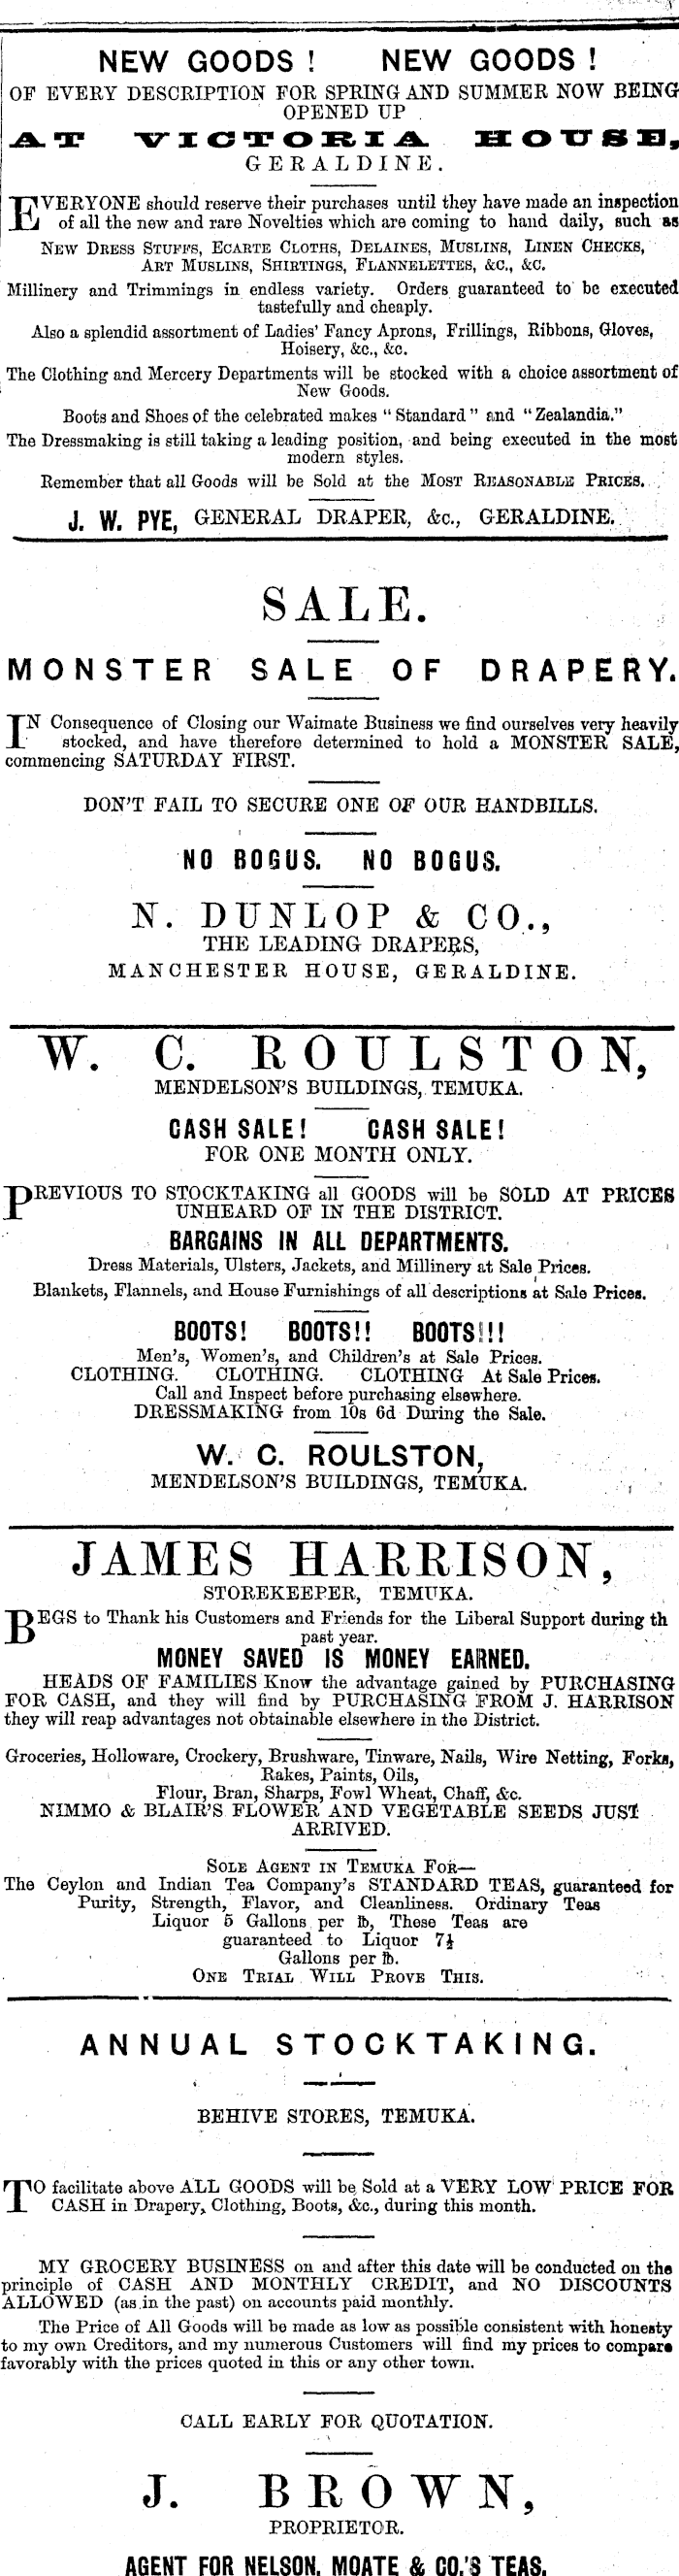 NEW GOODS ! NEW GOODS !
OF EVERY DESCRIPTION FOR SPRING AND SUMMER NOW BEING
OPENED UP
AT VICTORIA HOUSE,
GERALDINE.
EVERYONE should reserve their purchases until they have made an inspection
of all the new and rare Novelties which are coming to hand daily, such as
NEW DRESS STUFFS, ECARTE CLOTHS, DELAINES, MUSLINS, LINEN CHECKS,
ART MUSLINS, SHIRTINGS, FLANNELETTES, &C., &C.
Millinery and Trimmings in endless variety. Orders guaranteed to be executed
tastefully and cheaply.
Also a splendid assortment of Ladies' Fancy Aprons, Frillings, Ribbons, Gloves,
Hoisery, &c., &c.
The Clothing and Mercery Departments will be stocked with a choice assortment of
New Goods.
Boots and Shoes of the celebrated makes "Standard" and "Zealandia."
The Dressmaking is still taking a leading position, and being executed in the most
modern styles.
Remember that all Goods will be Sold at the MOST REASONABLE PRICES.
J. W. PYE, GENERAL DRAPER, &c., GERALDINE.
SALE.
MONSTER SALE OF DRAPERY.
IN Consequence of Closing our Waimate Business we find ourselves very heavily
stocked, and have therefore determined to hold a MONSTER SALE,
commencing SATURDAY FIRST.
DON'T FAIL TO SECURE ONE OF OUR HANDBILLS.
NO BOGUS. NO BOGUS.
N. DUNLOP & CO.,
THE LEADING DRAPERS,
MANCHESTER HOUSE, GERALDINE.
W. C. ROULSTON,
MENDELSON'S BUILDINGS, TEMUKA.
CASH SALE! CASH SALE!
FOR ONE MONTH ONLY.
PREVIOUS TO STOCKTAKING all GOODS will be SOLD AT PRICES
UNHEARD OF IN THE DISTRICT.
BARGAINS IN ALL DEPARTMENTS.
Dress Materials, Ulsters, Jackets, and Millinery at Sale Prices.
Blankets, Flannels, and House Furnishings of all descriptions at Sale Prices.
BOOTS! BOOTS!! BOOTS!!!
Men's, Women's, and Children's at Sale Prices.
CLOTHING. CLOTHING. CLOTHING At Sale Prices.
Call and Inspect before purchasing elsewhere.
DRESSMAKING from 10s 6d During the Sale.
W. C. ROULSTON,
MENDELSON'S BUILDINGS, TEMUKA.
JAMES HARRISON,
STOREKEEPER, TEMUKA.
BEGS to Thank his Customers and Friends for the Liberal Support during th
past year.
MONEY SAVED IS MONEY EARNED.
HEADS OF FAMILIES Know the advantage gained by PURCHASING
FOR CASH, and they will find by PURCHASING FROM J. HARRISON
they will reap advantages not obtainable elsewhere in the District.
Groceries, Holloware, Crockery, Brushware, Tinware, Nails, Wire Netting, Forks,
Rakes, Paints, Oils,
Flour, Bran, Sharps, Fowl Wheat, Chaff, &c.
NIMMO & BLAIR'S FLOWER AND VEGETABLE SEEDS JUST
ARRIVED.
SOLE AGENT IN TEMUKA FOR—
The Ceylon and Indian Tea Company's STANDARD TEAS, guaranteed for
Purity, Strength, Flavor, and Cleanliness. Ordinary Teas
Liquor 5 Gallons per ℔, These Teas are
guaranteed to Liquor 7½
Gallons per ℔.
ONE TRIAL WILL PROVE THIS.
ANNUAL STOCKTAKING.
BEHIVE STORES, TEMUKA.
TO facilitate above ALL GOODS will be Sold at a VERY LOW PRICE FOR
CASH in Drapery, Clothing, Boots, &c., during this month.
MY GROCERY BUSINESS on and after this date will be conducted on the
principle of CASH AND MONTHLY CREDIT, and NO DISCOUNTS
ALLOWED (as in the past) on accounts paid monthly.
The Price of All Goods will be made as low as possible consistent with honesty
to my own Creditors, and my numerous Customers will find my prices to compare
favorably with the prices quoted in this or any other town.
CALL EARLY FOR QUOTATION.
J. BROWN,
PROPRIETOR.
AGENT FOR NELSON, MOATE & CO.'S TEAS.